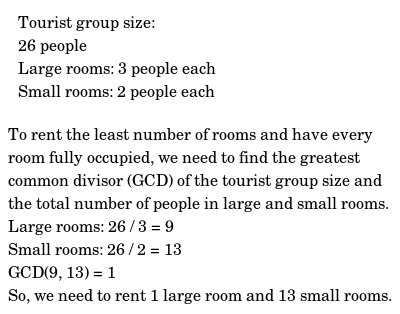 Tourist group size:
26 people
Large rooms: 3 people each
Small rooms: 2 people each
To rent the least number of rooms and have every
room fully occupied, we need to find the greatest
common divisor (GCD) of the tourist group size and
the total number of people in large and small rooms.
Large rooms: 26 / 3 = 9
Small rooms: 26 / 2 = 13
GCD(9, 13) = 1
So, we need to rent 1 large room and 13 small rooms.